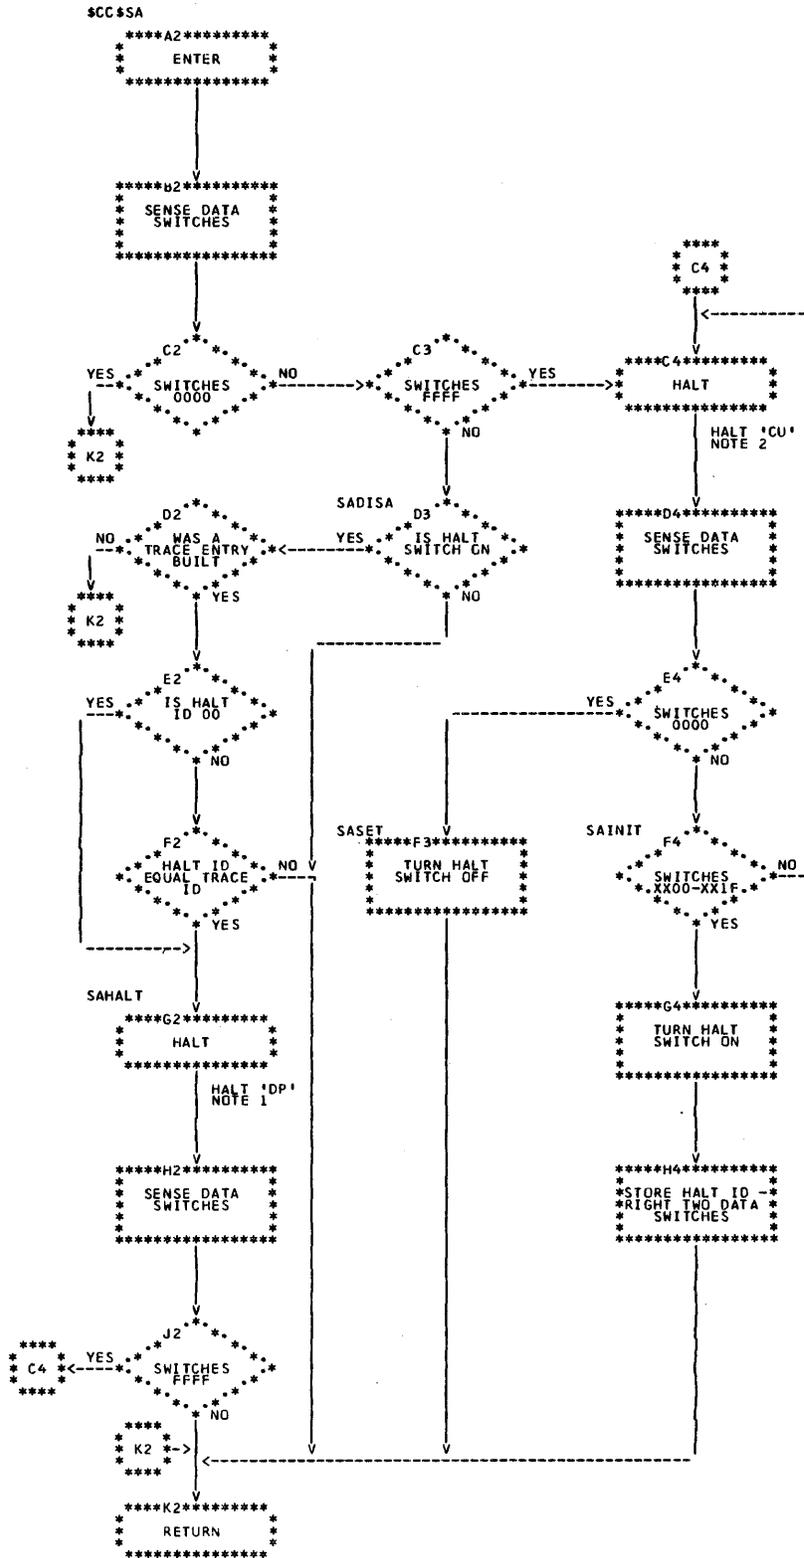 $CC$SA
A2
ENTER
B2
SENSE DATA
SWITCHES
C4
C2
SWITCHES
0000
YES
NO
K2
C3
SWITCHES
FFFF
YES
NO
C4
HALT
HALT 'CU'
NOTE 2
D2
WAS A
TRACE ENTRY
BUILT
NO
YES
K2
SADISA
D3
IS HALT
SWITCH ON
YES
NO
D4
SENSE DATA
SWITCHES
E2
IS HALT
ID 00
YES
NO
E4
SWITCHES
0000
YES
NO
F2
HALT ID
EQUAL TRACE
ID
NO
YES
SASET
F3
TURN HALT
SWITCH OFF
SAINIT
F4
SWITCHES
XX00-XX1F
NO
YES
SAHALT
G2
HALT
HALT 'DP'
NOTE 1
G4
TURN HALT
SWITCH ON
H2
SENSE DATA
SWITCHES
H4
STORE HALT ID -
RIGHT TWO DATA
SWITCHES
J2
SWITCHES
FFFF
YES
NO
C4
K2
K2
RETURN